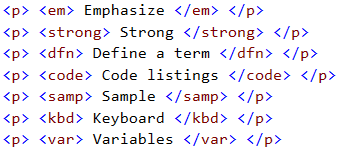 <p> <em> Emphasize </em> </p>
<p> <strong> Strong </strong> </p>
<p> <dfn> Define a term </dfn> </p>
<p> <code> Code listings </code> </p>
<p> <samp> Sample </samp> </p>
<p> <kbd> Keyboard </kbd> </p>
<p> <var> Variables </var> </p>